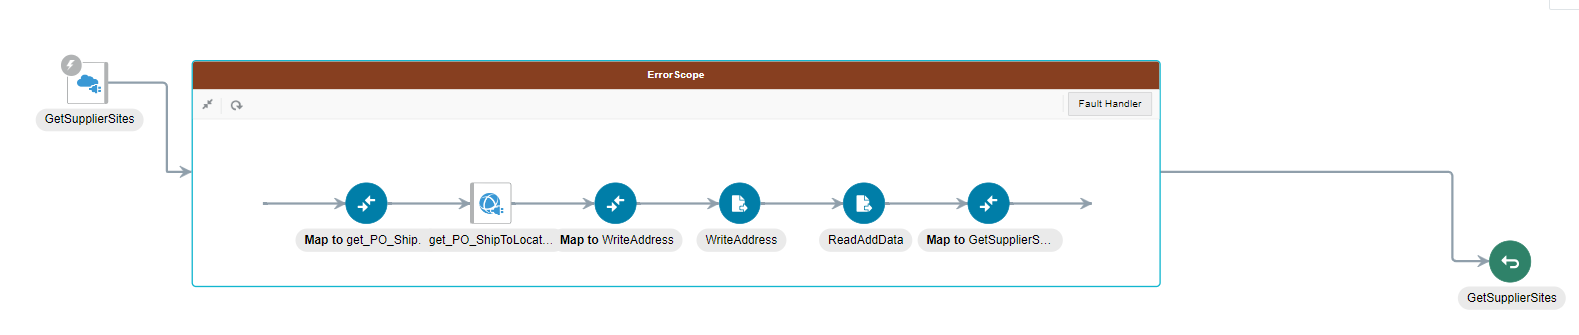 ErrorScope
Fault Handler
GetSupplierSites
Map to get_PO_Ship.
get_PO_ShipToLocat...
Map to WriteAddress
WriteAddress
ReadAddData
Map to GetSupplierS...
GetSupplierSites